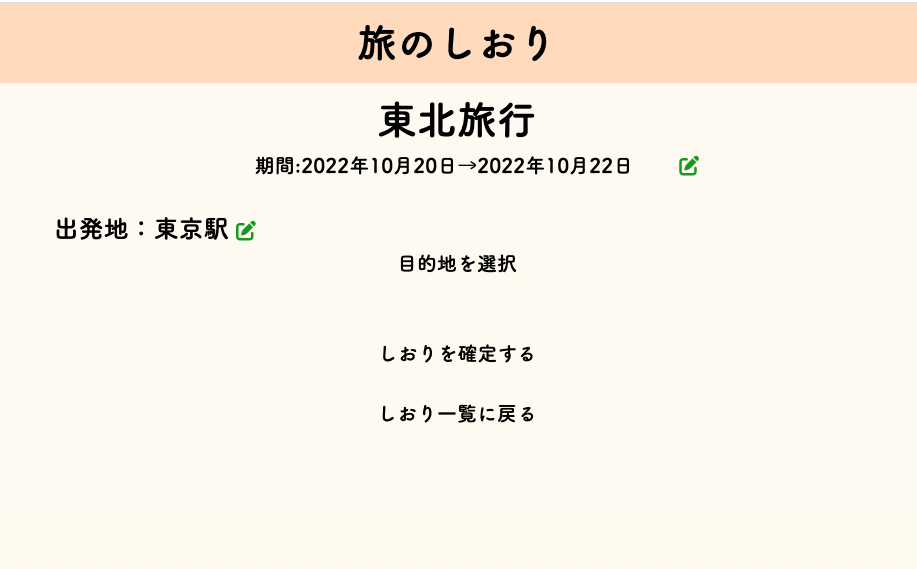 旅のしおり
東北旅行
期間:2022年10月20日→2022年10月22日
出発地：東京駅
目的地を選択
しおりを確定する
しおり一覧に戻る